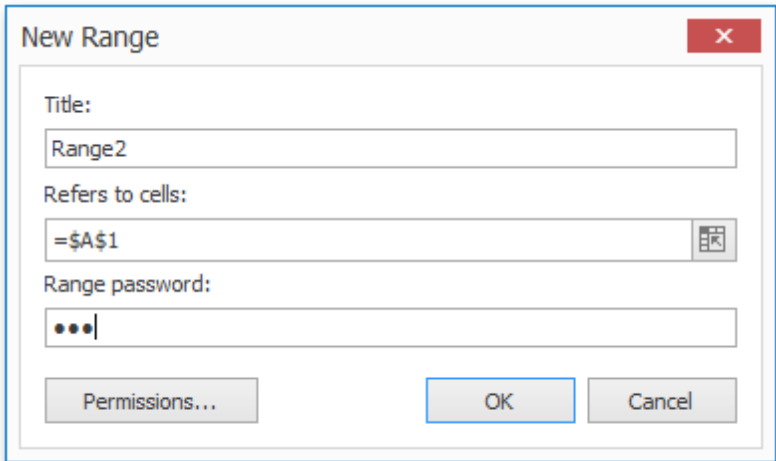 New Range
Title:
Range2
Refers to cells:
=$A$1
Range password:
•••
Permissions... OK Cancel